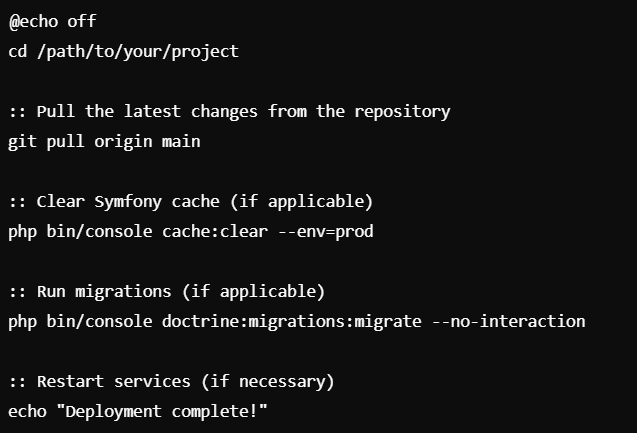 @echo off
cd /path/to/your/project
:: Pull the latest changes from the repository
git pull origin main
:: Clear Symfony cache (if applicable)
php bin/console cache:clear --env=prod
:: Run migrations (if applicable)
php bin/console doctrine:migrations:migrate --no-interaction
:: Restart services (if necessary)
echo "Deployment complete!"